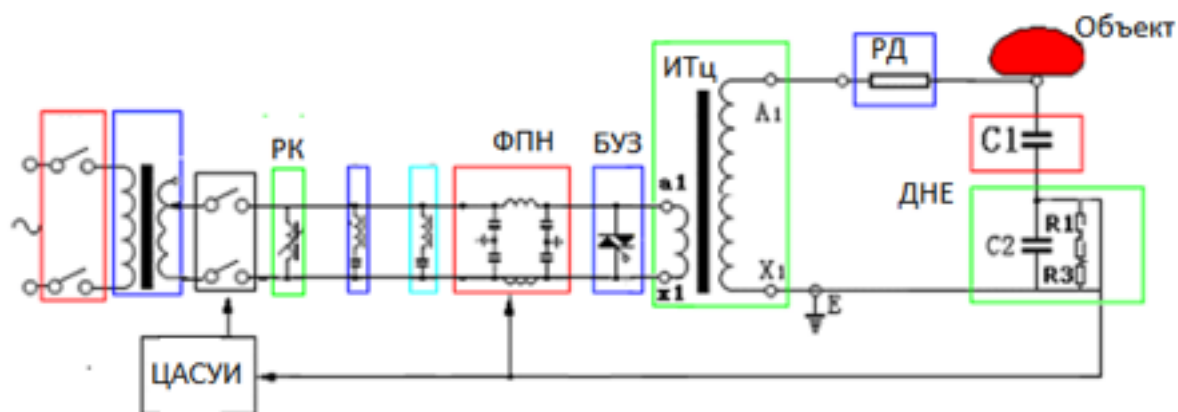 Объект
РД
ИТц
ФПН
БУЗ
РК
A1
C1
a1
ДНЕ
R1
C2
R3
X1
x1
E
ЦАСУИ